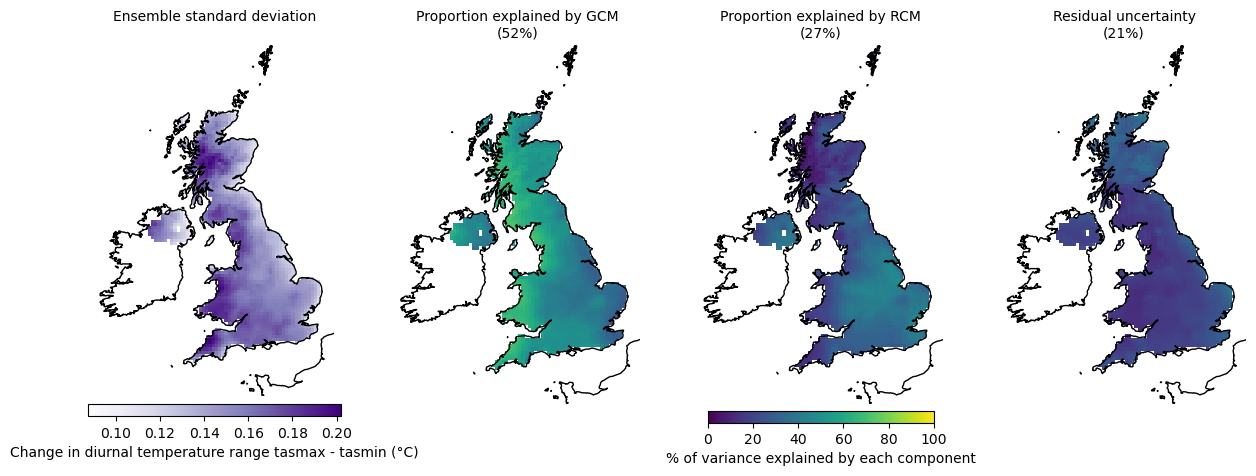 Ensemble standard deviation
Proportion explained by GCM
(52%)
Proportion explained by RCM
(27%)
Residual uncertainty
(21%)
0.10 0.12 0.14 0.16 0.18 0.20
Change in diurnal temperature range tasmax - tasmin (°C)
0 20 40 60 80 100
% of variance explained by each component